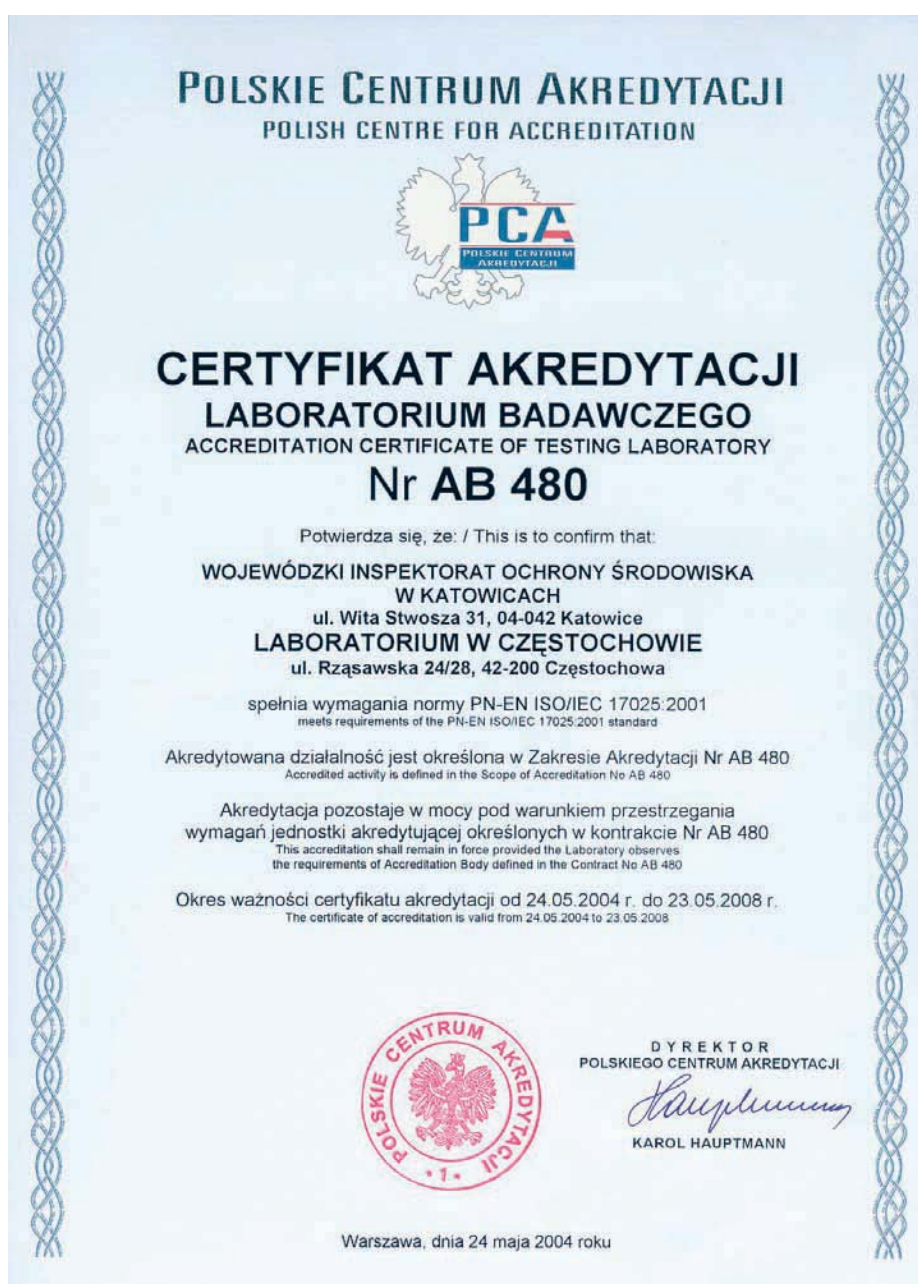 POLSKIE CENTRUM AKREDYTACJI
POLISH CENTRE FOR ACCREDITATION
PCA
POLSKIE CENTRUM
AKREDYTACJI
CERTYFIKAT AKREDYTACJI
LABORATORIUM BADAWCZEGO
ACCREDITATION CERTIFICATE OF TESTING LABORATORY
Nr AB 480
Potwierdza się, że: / This is to confirm that:
WOJEWÓDZKI INSPEKTORAT OCHRONY ŚRODOWISKA
W KATOWICACH
ul. Wita Stwosza 31, 04-042 Katowice
LABORATORIUM W CZĘSTOCHOWIE
ul. Rząsawska 24/28, 42-200 Częstochowa
spełnia wymagania normy PN-EN ISO/IEC 17025:2001
meets requirements of the PN-EN ISO/IEC 17025:2001 standard
Akredytowana działalność jest określona w Zakresie Akredytacji Nr AB 480
Accredited activity is defined in the Scope of Accreditation No AB 480
Akredytacja pozostaje w mocy pod warunkiem przestrzegania
wymagań jednostki akredytującej określonych w kontrakcie Nr AB 480
This accreditation shall remain in force provided the Laboratory observes
the requirements of Accreditation Body defined in the Contract No AB 480
Okres ważności certyfikatu akredytacji od 24.05.2004 r. do 23.05.2008 r.
The certificate of accreditation is valid from 24.05.2004 to 23.05.2008
POLSKIE CENTRUM AKREDYTACJI
• 1 •
DYREKTOR
POLSKIEGO CENTRUM AKREDYTACJI
Hauptmann
KAROL HAUPTMANN
Warszawa, dnia 24 maja 2004 roku